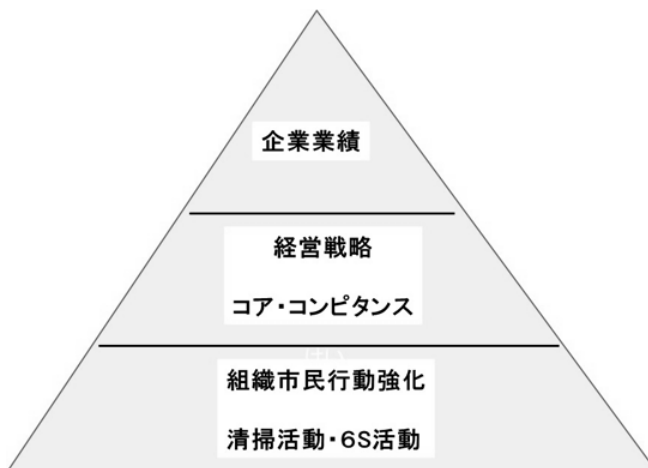 企業業績
経営戦略
コア・コンピタンス
組織市民行動強化
清掃活動・6S活動